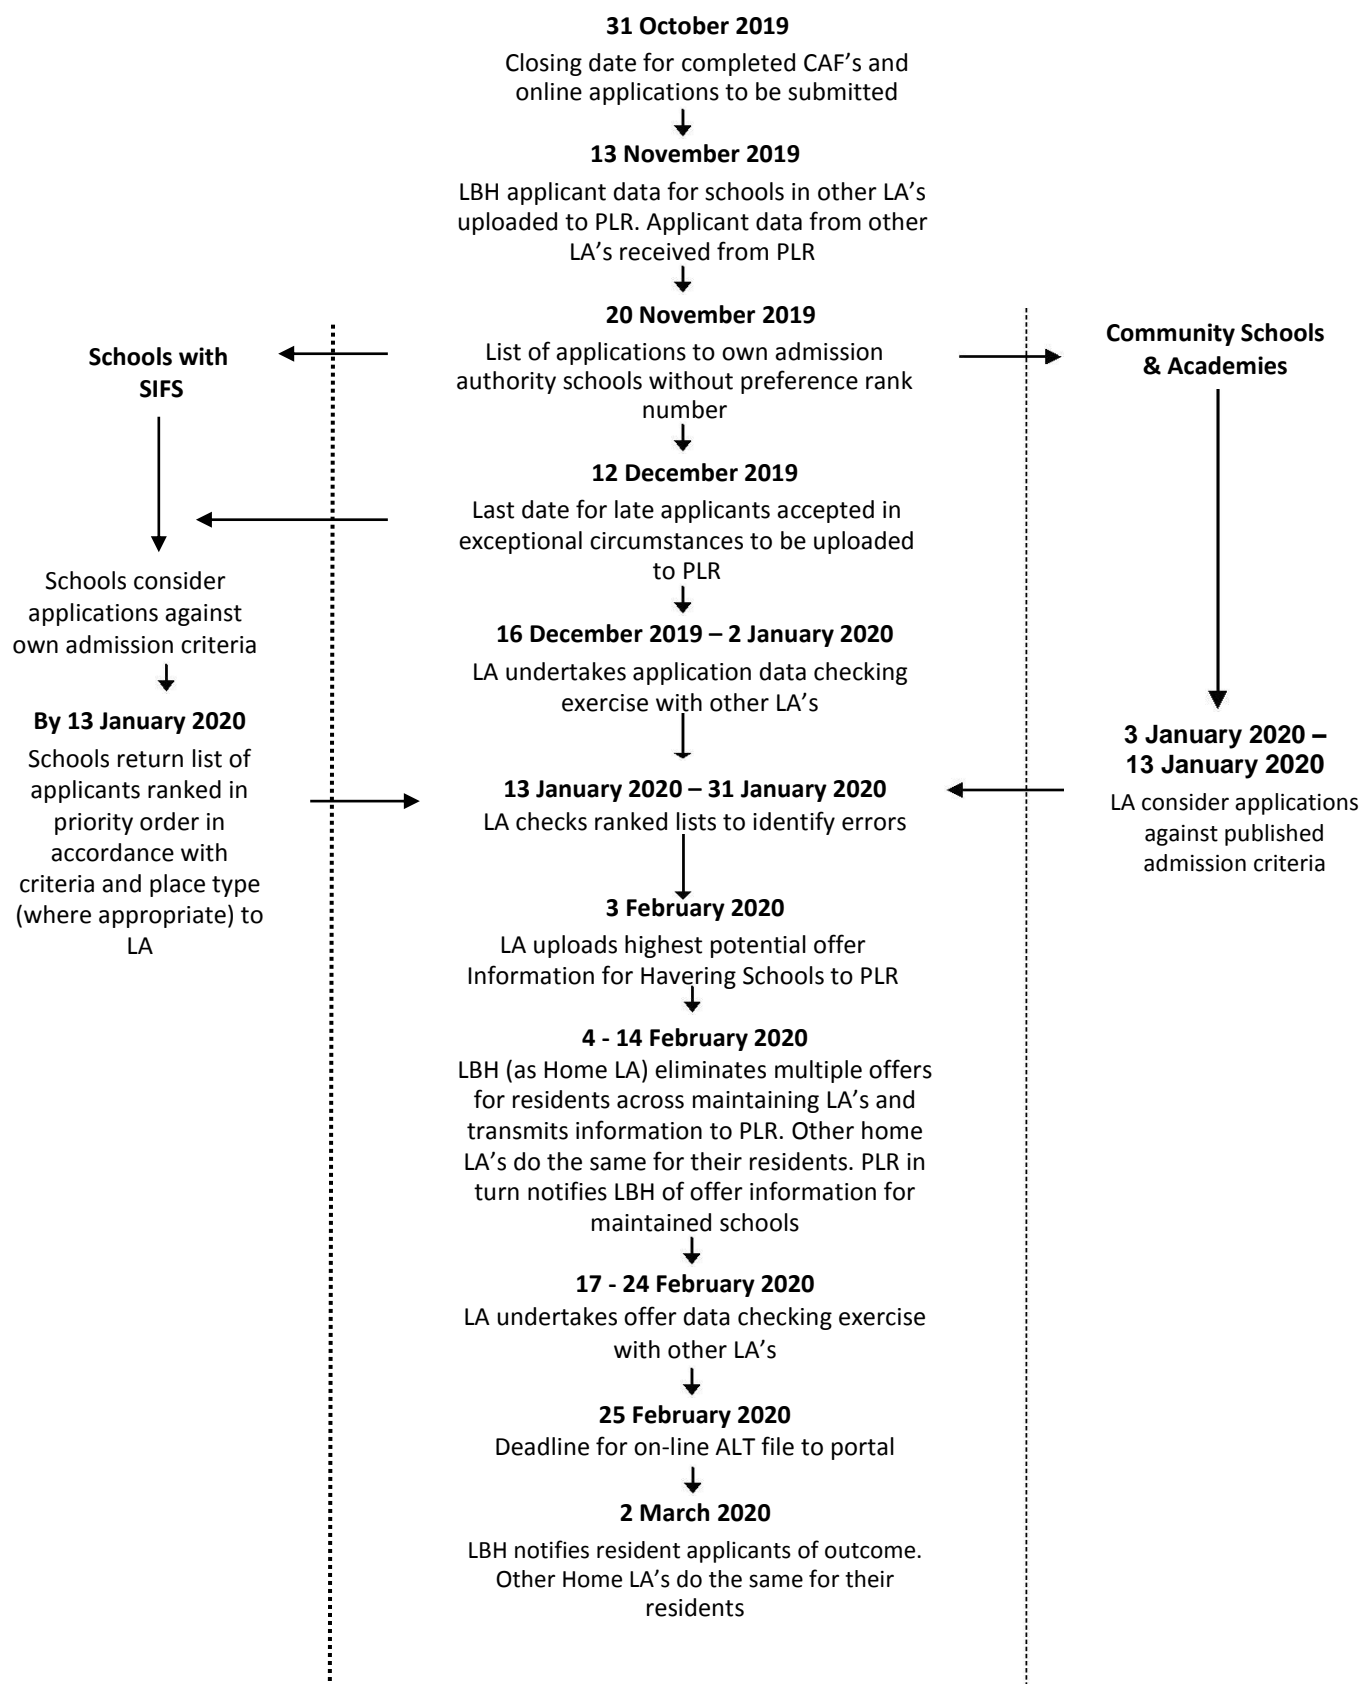 31 October 2019
Closing date for completed CAF’s and
online applications to be submitted
13 November 2019
LBH applicant data for schools in other LA’s
uploaded to PLR. Applicant data from other
LA’s received from PLR
20 November 2019
List of applications to own admission
authority schools without preference rank
number
Schools with
SIFS
Community Schools
& Academies
12 December 2019
Last date for late applicants accepted in
exceptional circumstances to be uploaded
to PLR
Schools consider
applications against
own admission criteria
16 December 2019 – 2 January 2020
LA undertakes application data checking
exercise with other LA’s
By 13 January 2020
Schools return list of
applicants ranked in
priority order in
accordance with
criteria and place type
(where appropriate) to
LA
3 January 2020 –
13 January 2020
LA consider applications
against published
admission criteria
13 January 2020 – 31 January 2020
LA checks ranked lists to identify errors
3 February 2020
LA uploads highest potential offer
Information for Havering Schools to PLR
4 - 14 February 2020
LBH (as Home LA) eliminates multiple offers
for residents across maintaining LA’s and
transmits information to PLR. Other home
LA’s do the same for their residents. PLR in
turn notifies LBH of offer information for
maintained schools
17 - 24 February 2020
LA undertakes offer data checking exercise
with other LA’s
25 February 2020
Deadline for on-line ALT file to portal
2 March 2020
LBH notifies resident applicants of outcome.
Other Home LA’s do the same for their
residents